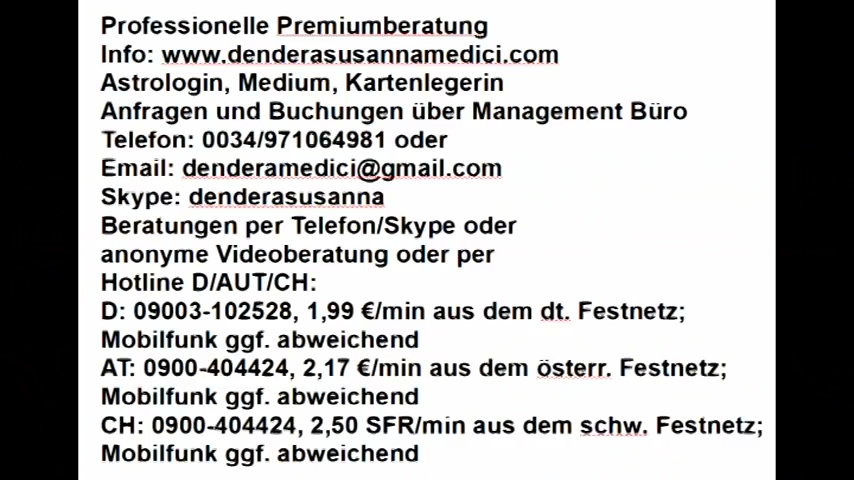 Professionelle Premiumberatung
Info: www.denderasusannamedici.com
Astrologin, Medium, Kartenlegerin
Anfragen und Buchungen über Management Büro
Telefon: 0034/971064981 oder
Email: denderamedici@gmail.com
Skype: denderasusanna
Beratungen per Telefon/Skype oder
anonyme Videoberatung oder per
Hotline D/AUT/CH:
D: 09003-102528, 1,99 €/min aus dem dt. Festnetz;
Mobilfunk ggf. abweichend
AT: 0900-404424, 2,17 €/min aus dem österr. Festnetz;
Mobilfunk ggf. abweichend
CH: 0900-404424, 2,50 SFR/min aus dem schw. Festnetz;
Mobilfunk ggf. abweichend